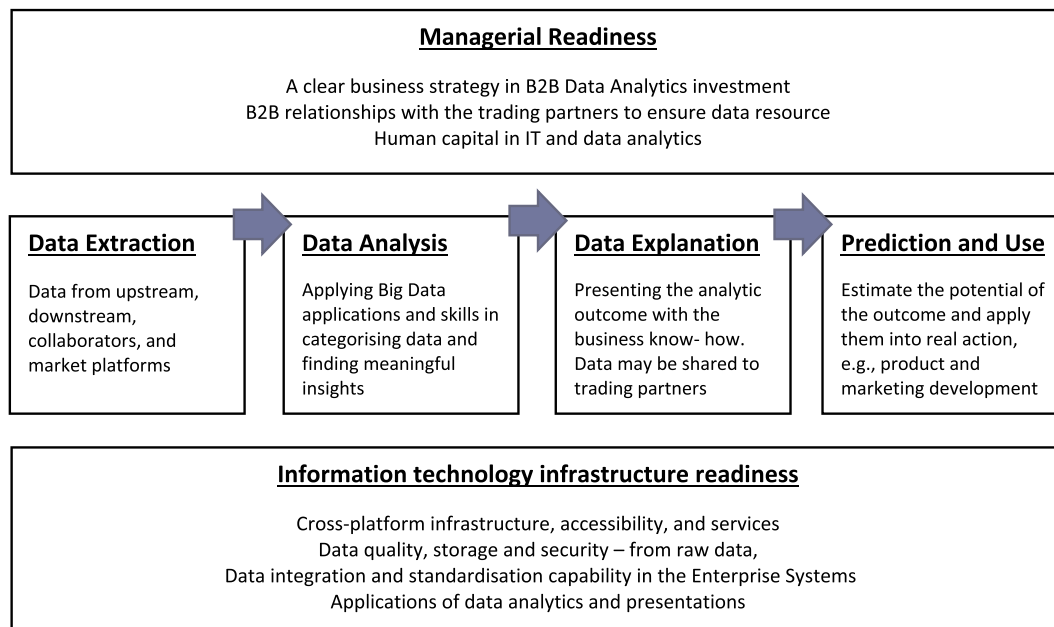 Managerial Readiness
A clear business strategy in B2B Data Analytics investment
B2B relationships with the trading partners to ensure data resource
Human capital in IT and data analytics
Data Extraction
Data from upstream,
downstream,
collaborators, and
market platforms
Data Analysis
Applying Big Data
applications and skills in
categorising data and
finding meaningful
insights
Data Explanation
Presenting the analytic
outcome with the
business know- how.
Data may be shared to
trading partners
Prediction and Use
Estimate the potential of
the outcome and apply
them into real action,
e.g., product and
marketing development
Information technology infrastructure readiness
Cross-platform infrastructure, accessibility, and services
Data quality, storage and security – from raw data,
Data integration and standardisation capability in the Enterprise Systems
Applications of data analytics and presentations